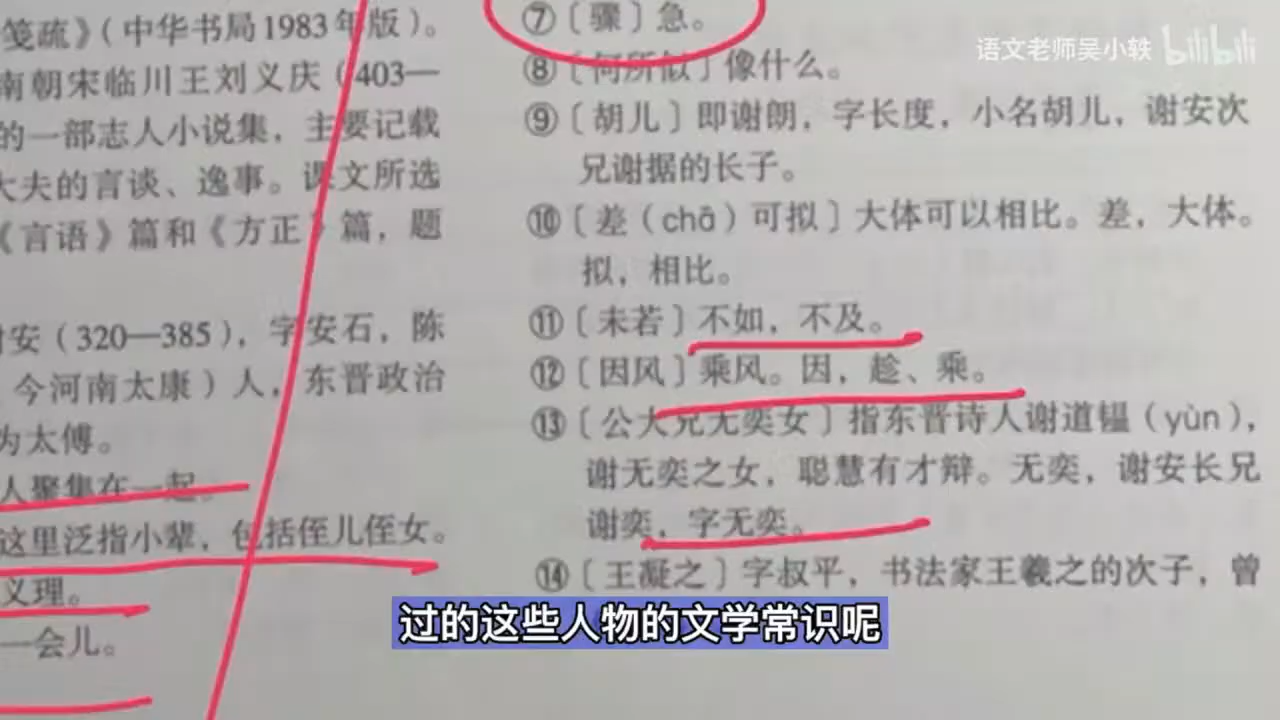 笺疏》（中华书局1983年版）。
南朝宋临川王刘义庆（403—
的一部志人小说集，主要记载
大夫的言谈、逸事。课文所选
《言语》篇和《方正》篇，题
安（320—385），字安石，陈
今河南太康）人，东晋政治
为太傅。
人聚集在一起。
这里泛指小辈，包括侄儿侄女。
义理。
一会儿。
⑦〔骤〕急。
⑧〔何所似〕像什么。
⑨〔胡儿〕即谢朗，字长度，小名胡儿，谢安次
兄谢据的长子。
⑩〔差（chā）可拟〕大体可以相比。差，大体。
拟，相比。
⑪〔未若〕不如，不及。
⑫〔因风〕乘风。因，趁、乘。
⑬〔公大兄无奕女〕指东晋诗人谢道韫（yùn），
谢无奕之女，聪慧有才辩。无奕，谢安长兄
谢奕，字无奕。
⑭〔王凝之〕字叔平，书法家王羲之的次子，曾
语文老师吴小轶 bilibili
过的这些人物的文学常识呢